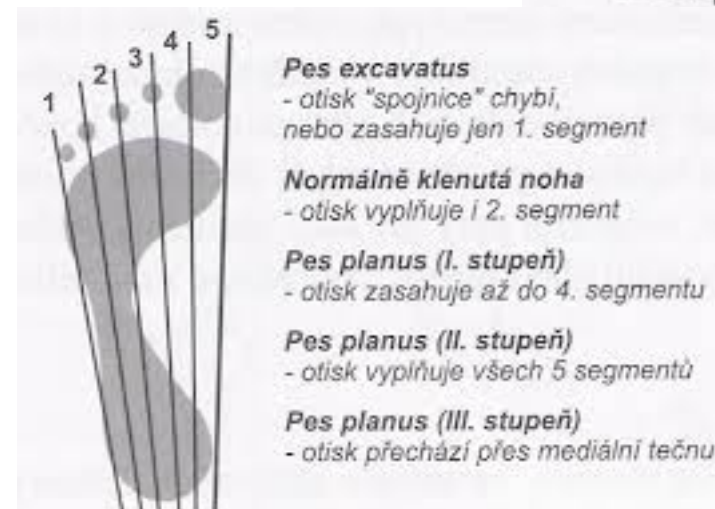 1 2 3 4 5
Pes excavatus
- otisk "spojnice" chybí,
nebo zasahuje jen 1. segment
Normálně klenutá noha
- otisk vyplňuje i 2. segment
Pes planus (I. stupeň)
- otisk zasahuje až do 4. segmentu
Pes planus (II. stupeň)
- otisk vyplňuje všech 5 segmentů
Pes planus (III. stupeň)
- otisk přechází přes mediální tečnu